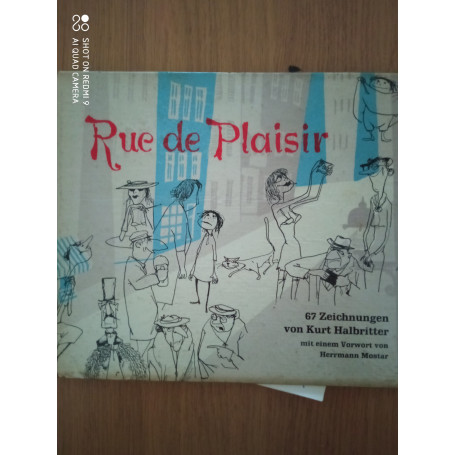 SHOT ON REDMI 9
AI QUAD CAMERA
Rue de Plaisir
67 Zeichnungen
von Kurt Halbritter
mit einem Vorwort von
Herrmann Mostar